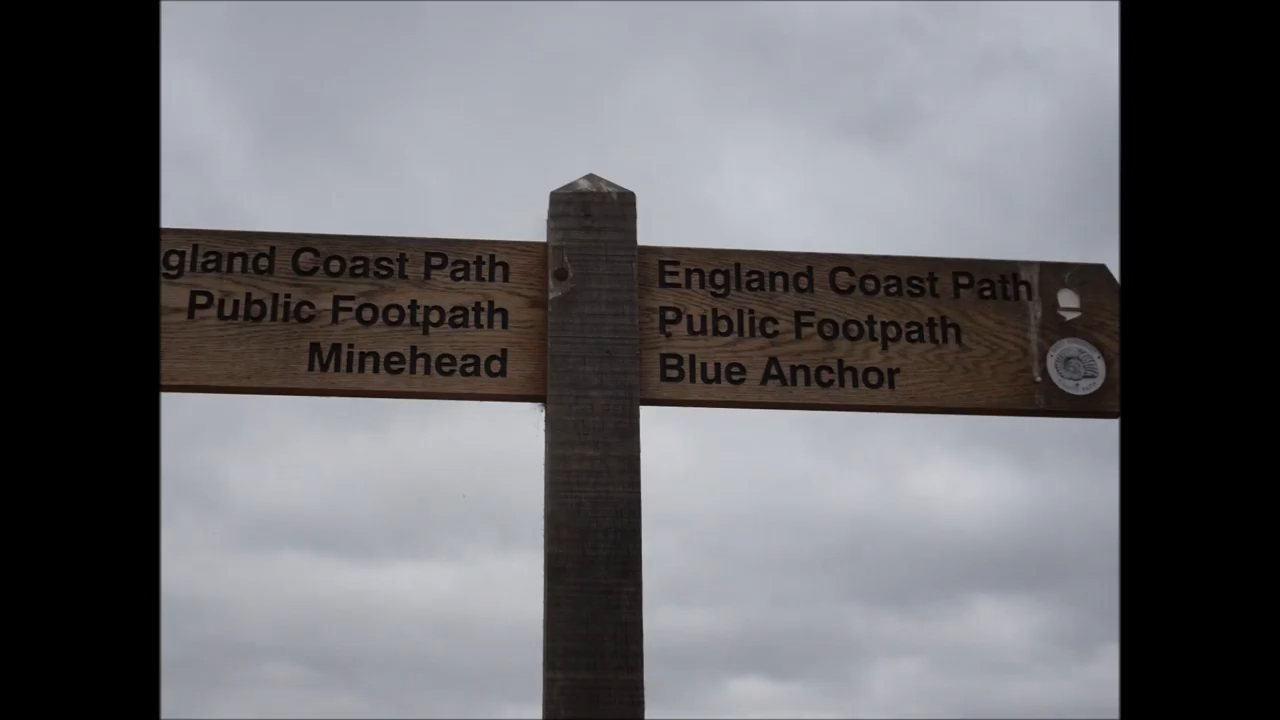 gland Coast Path
Public Footpath
Minehead
England Coast Path
Public Footpath
Blue Anchor